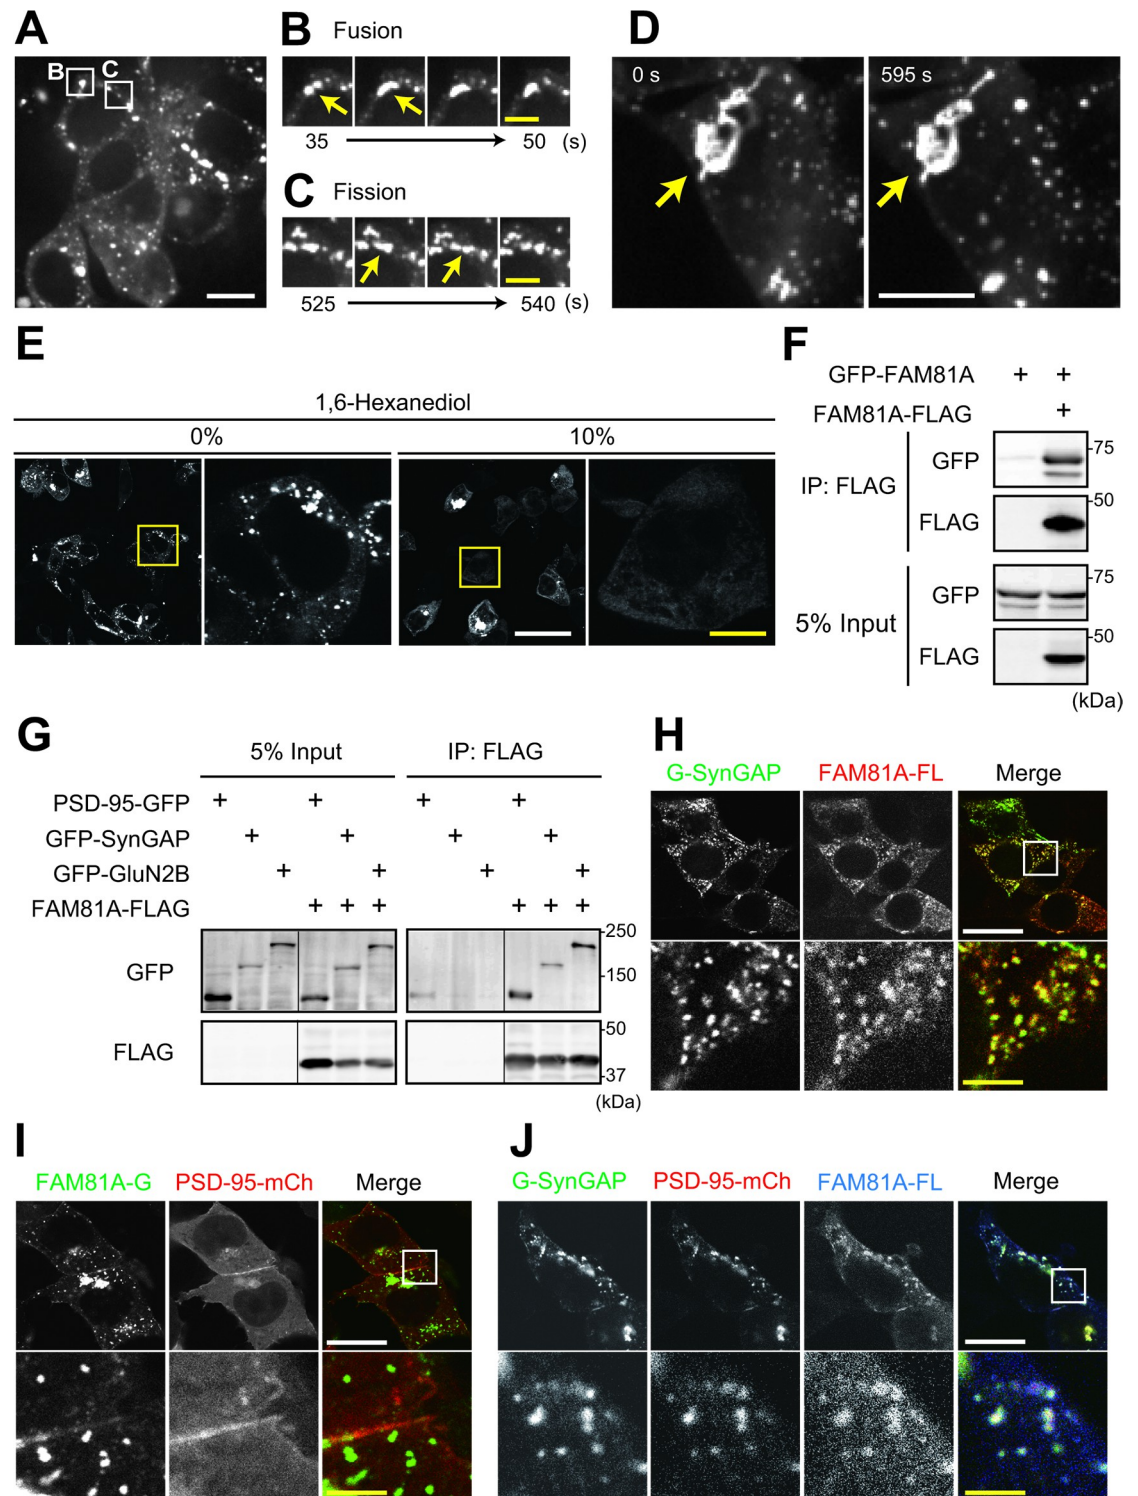 A
B
C
B Fusion
35 50 (s)
C Fission
525 540 (s)
D
0 s
595 s
E
1,6-Hexanediol
0% 10%
F
GFP-FAM81A + +
FAM81A-FLAG +
IP: FLAG
GFP
-75
FLAG
-50
5% Input
GFP
-75
FLAG
-50
(kDa)
G
5% Input IP: FLAG
PSD-95-GFP + + + +
GFP-SynGAP + + + +
GFP-GluN2B + + + +
FAM81A-FLAG + + + + + +
GFP
-250
-150
FLAG
-50
-37
(kDa)
H
G-SynGAP FAM81A-FL Merge
I
FAM81A-G PSD-95-mCh Merge
J
G-SynGAP PSD-95-mCh FAM81A-FL Merge